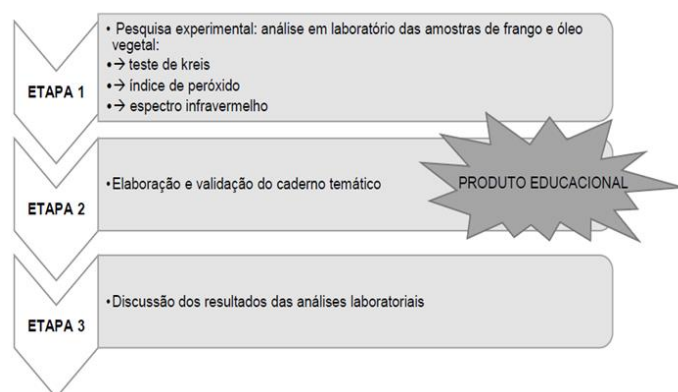 ETAPA 1
• Pesquisa experimental: análise em laboratório das amostras de frango e óleo
vegetal:
•→ teste de kreis
•→ índice de peróxido
•→ espectro infravermelho
ETAPA 2
•Elaboração e validação do caderno temático
PRODUTO EDUCACIONAL
ETAPA 3
•Discussão dos resultados das análises laboratoriais